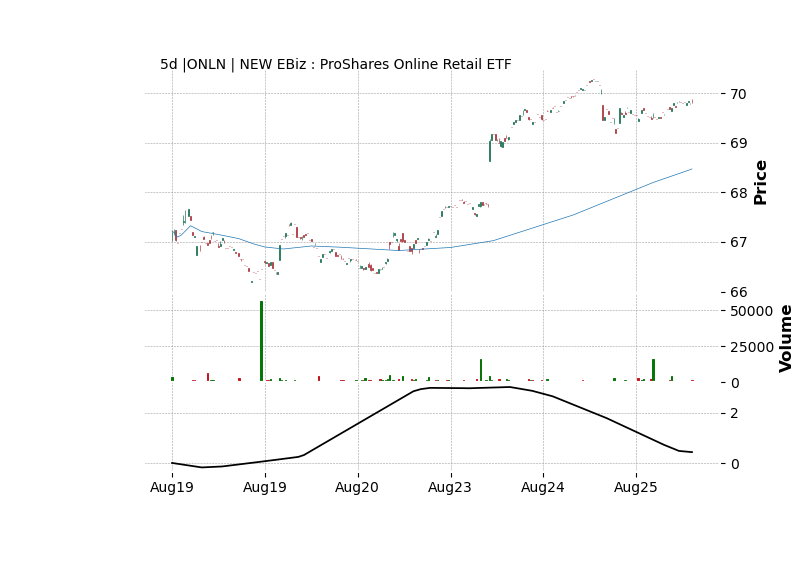 5d |ONLN | NEW EBiz : ProShares Online Retail ETF
70
69
68
67
66
Price
50000
25000
0
Volume
2
0
Aug19 Aug19 Aug20 Aug23 Aug24 Aug25